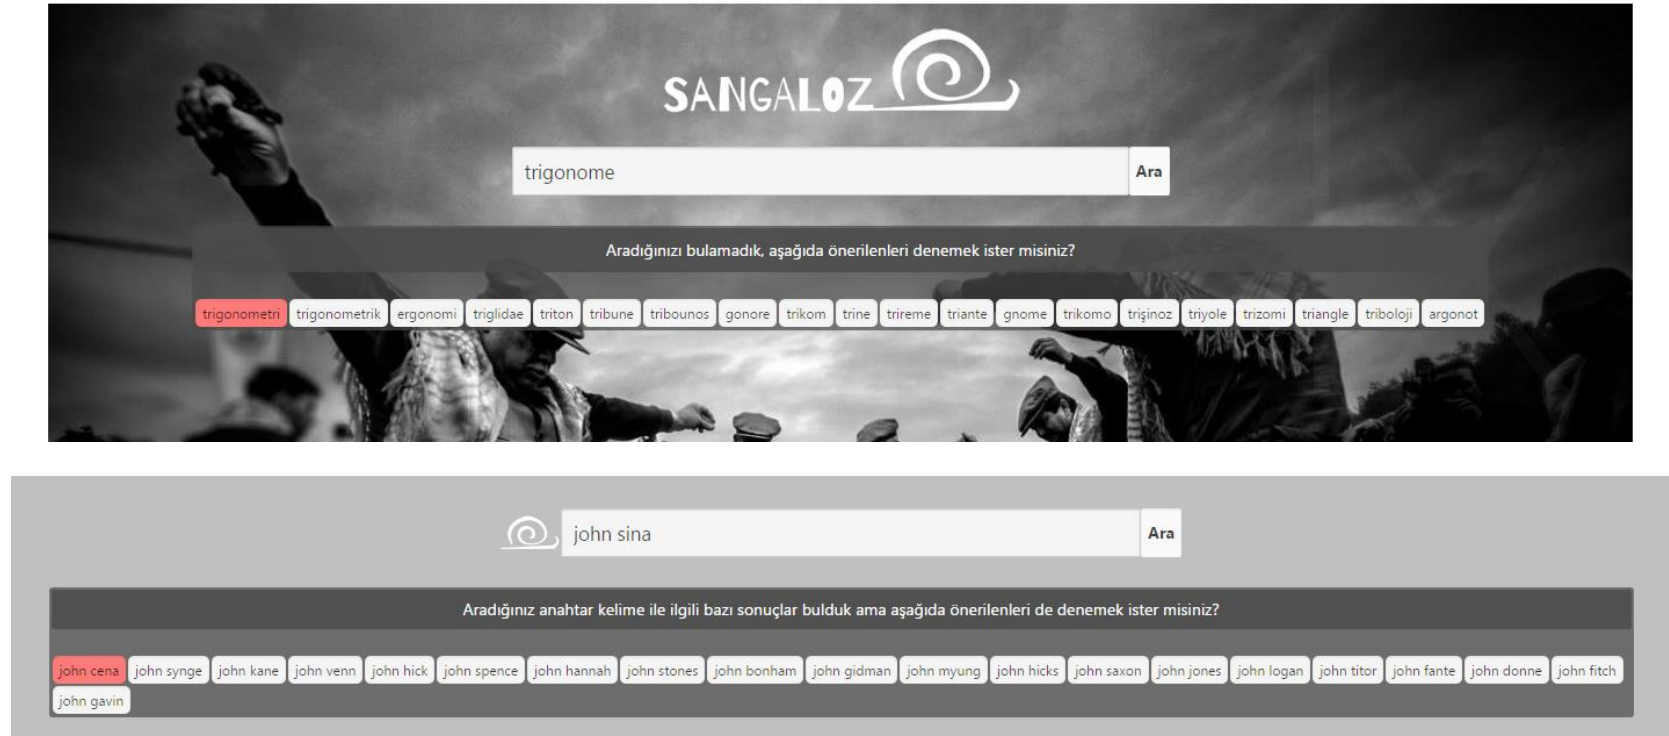 SANGALOZ
trigonome Ara
Aradığınızı bulamadık, aşağıda önerilenleri denemek ister misiniz?
trigonometri trigonometrik ergonomi triglidae triton tribune tribounos gonore trikom trine trireme triante gnome trikomo trişinoz triyole trizomi triangle triboloji argonot
john sina Ara
Aradığınız anahtar kelime ile ilgili bazı sonuçlar bulduk ama aşağıda önerilenleri de denemek ister misiniz?
john cena john synge john kane john venn john hick john spence john hannah john stones john bonham john gidman john myung john hicks john saxon john jones john logan john titor john fante john donne john fitch
john gavin